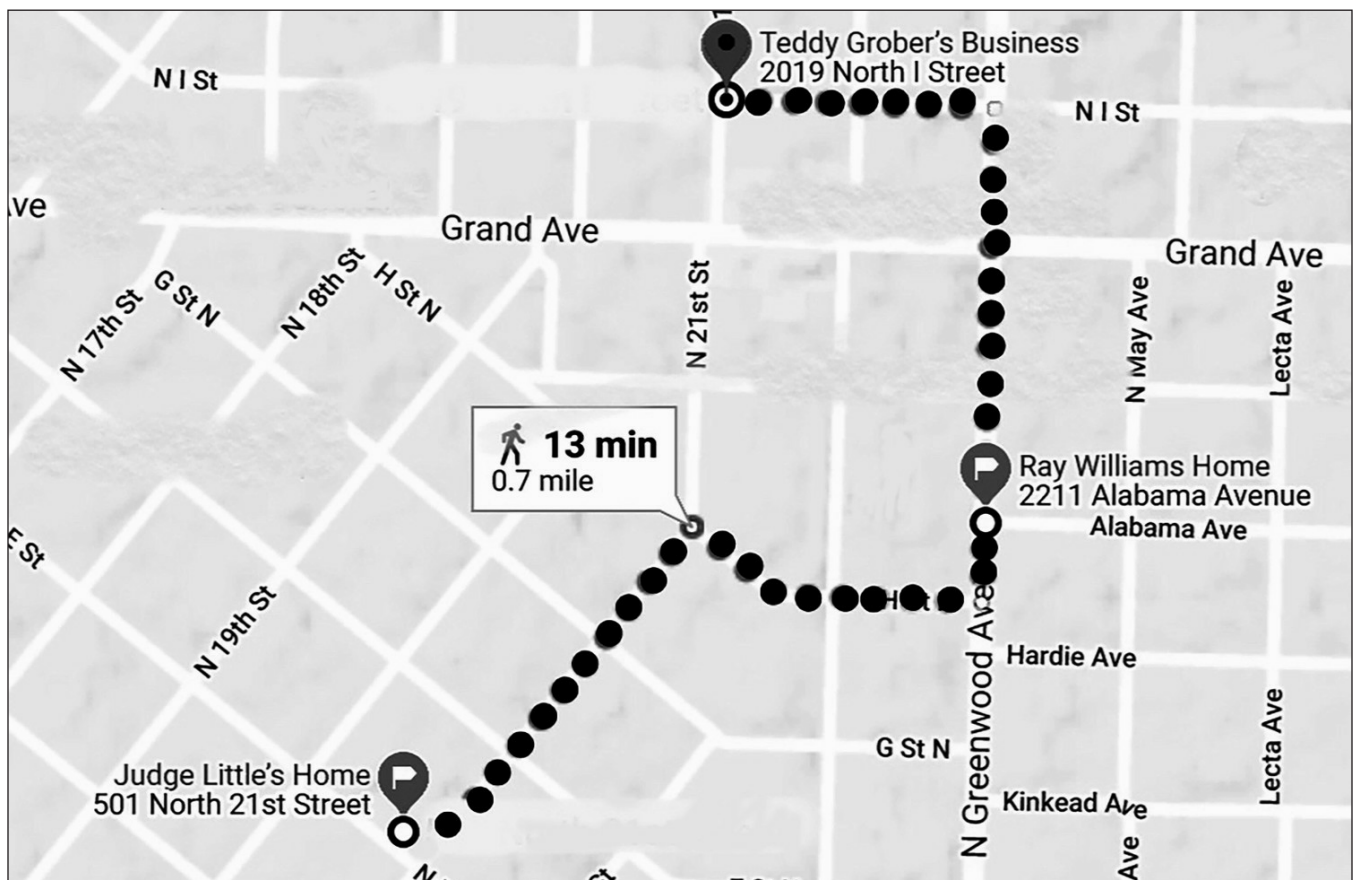 Teddy Grober's Business
2019 North I Street
N I St
N I St
Grand Ave
Grand Ave
G St N
N 17th St
N 18th St
H St N
N 21st St
N May Ave
Lecta Ave
13 min
0.7 mile
Ray Williams Home
2211 Alabama Avenue
Alabama Ave
E St
N 19th St
N Greenwood Ave
Hardie Ave
G St N
Lecta Ave
Judge Little's Home
501 North 21st Street
Kinkead Ave
Ave